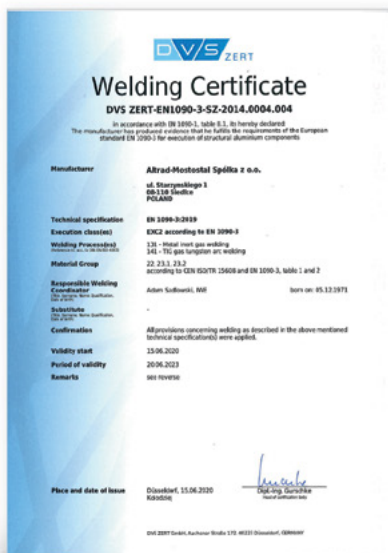 DVS ZERT
Welding Certificate
DVS ZERT-EN1090-3-SZ-2014.0004.004
in accordance with EN 1090-1, table B.1, its hereby declared
The manufacturer has produced evidence that he fulfils the requirements of the European
standard EN 1090-3 for execution of structural aluminium components
Manufacturer
Altrad-Mostostal Spółka z o.o.
ul. Starzynskiego 1
08-110 Siedlce
POLAND
Technical specification
EN 1090-3:2019
Execution class(es)
EXC2 according to EN 1090-3
Welding Process(es)
131 - Metal inert gas welding
141 - TIG gas tungsten arc welding
Material Group
22, 23.1, 23.2
according to CEN ISO/TR 15608 and EN 1090-3, table 1 and 2
Responsible Welding
Coordinator
Adam Sadłowski, IWE born on: 05.12.1971
Substitute
-
Confirmation
All provisions concerning welding as described in the above mentioned
technical specification(s) were applied.
Validity start
15.06.2020
Period of validity
20.06.2023
Remarks
see reverse
Place and date of issue
Düsseldorf, 15.06.2020
Kolodziej
Dipl.-Ing. Gurschke
Head of certification body
DVS ZERT GmbH, Aachener Straße 172, 40223 Düsseldorf, GERMANY